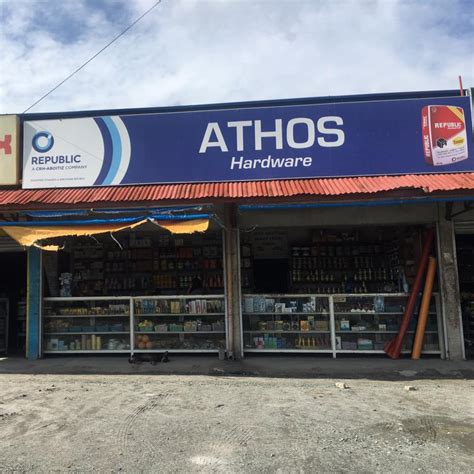 REPUBLIC
A CRH-ABOITIZ COMPANY
ATHOS
Hardware
REPUBLIC